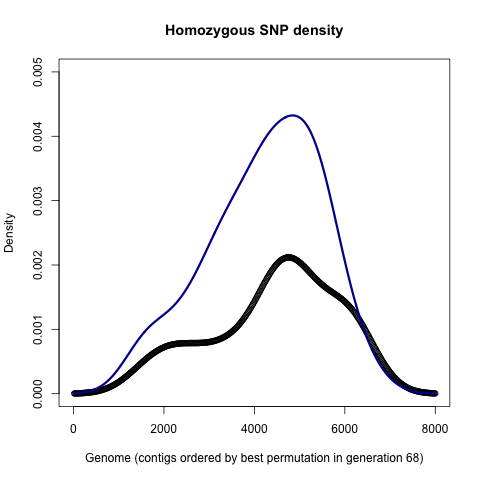 Homozygous SNP density
Density
0.005
0.004
0.003
0.002
0.001
0.000
0 2000 4000 6000 8000
Genome (contigs ordered by best permutation in generation 68)